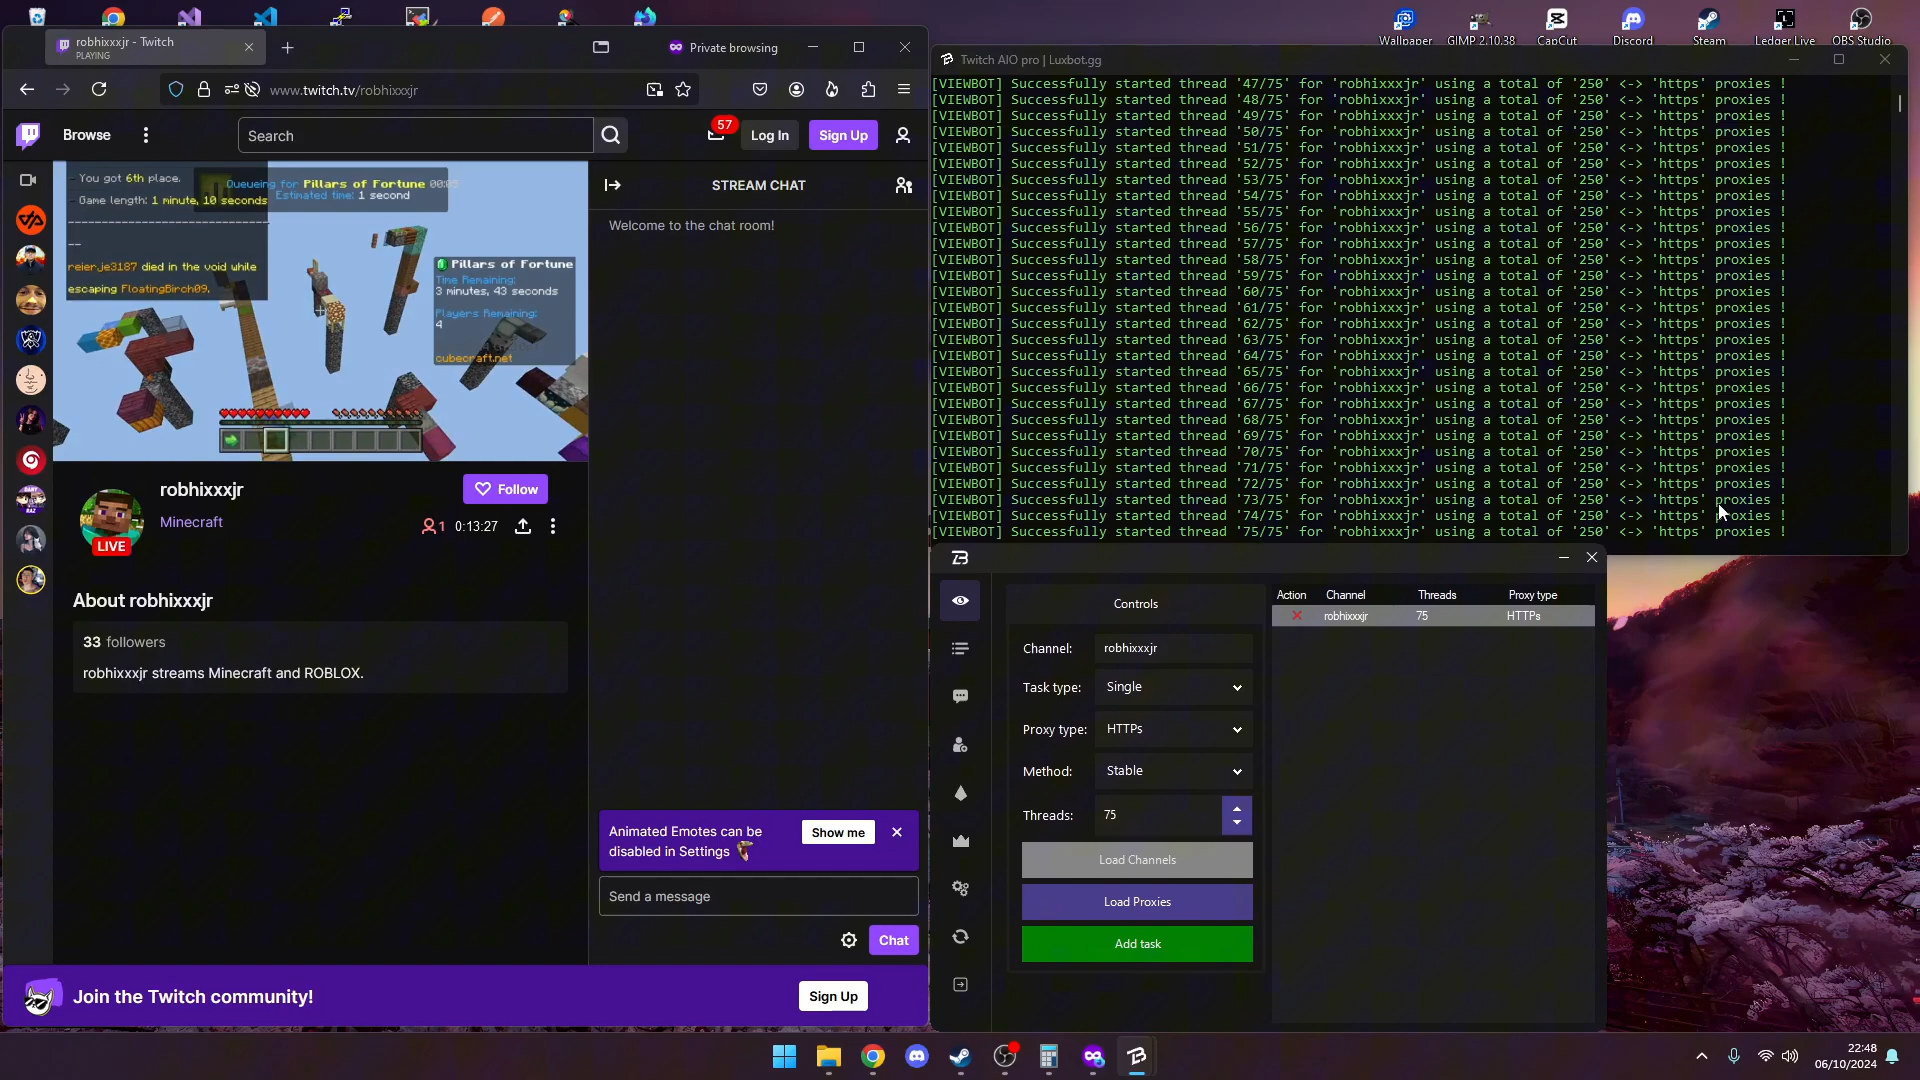 Wallpaper
GIMP 2.10.38
CapCut
Discord
Steam
Ledger Live
OBS Studio
robhixxxjr - Twitch
PLAYING
Private browsing
www.twitch.tv/robhixxxjr
Browse
Search
57
Log In
Sign Up
You got 6th place.
Game length: 1 minute, 10 seconds
reierje3187 died in the void while
escaping FloatingBirch09.
Queueing for Pillars of Fortune 00:05
Estimated time: 1 second
Pillars of Fortune
Time Remaining:
3 minutes, 43 seconds
Players Remaining:
4
cubecraft.net
STREAM CHAT
Welcome to the chat room!
robhixxxjr
Minecraft
LIVE
Follow
1 0:13:27
About robhixxxjr
33 followers
robhixxxjr streams Minecraft and ROBLOX.
Animated Emotes can be
disabled in Settings
Show me
Send a message
Chat
Join the Twitch community!
Sign Up
Twitch AIO pro | Luxbot.gg
[VIEWBOT] Successfully started thread '47/75' for 'robhixxxjr' using a total of '250' <-> 'https' proxies !
[VIEWBOT] Successfully started thread '48/75' for 'robhixxxjr' using a total of '250' <-> 'https' proxies !
[VIEWBOT] Successfully started thread '49/75' for 'robhixxxjr' using a total of '250' <-> 'https' proxies !
[VIEWBOT] Successfully started thread '50/75' for 'robhixxxjr' using a total of '250' <-> 'https' proxies !
[VIEWBOT] Successfully started thread '51/75' for 'robhixxxjr' using a total of '250' <-> 'https' proxies !
[VIEWBOT] Successfully started thread '52/75' for 'robhixxxjr' using a total of '250' <-> 'https' proxies !
[VIEWBOT] Successfully started thread '53/75' for 'robhixxxjr' using a total of '250' <-> 'https' proxies !
[VIEWBOT] Successfully started thread '54/75' for 'robhixxxjr' using a total of '250' <-> 'https' proxies !
[VIEWBOT] Successfully started thread '55/75' for 'robhixxxjr' using a total of '250' <-> 'https' proxies !
[VIEWBOT] Successfully started thread '56/75' for 'robhixxxjr' using a total of '250' <-> 'https' proxies !
[VIEWBOT] Successfully started thread '57/75' for 'robhixxxjr' using a total of '250' <-> 'https' proxies !
[VIEWBOT] Successfully started thread '58/75' for 'robhixxxjr' using a total of '250' <-> 'https' proxies !
[VIEWBOT] Successfully started thread '59/75' for 'robhixxxjr' using a total of '250' <-> 'https' proxies !
[VIEWBOT] Successfully started thread '60/75' for 'robhixxxjr' using a total of '250' <-> 'https' proxies !
[VIEWBOT] Successfully started thread '61/75' for 'robhixxxjr' using a total of '250' <-> 'https' proxies !
[VIEWBOT] Successfully started thread '62/75' for 'robhixxxjr' using a total of '250' <-> 'https' proxies !
[VIEWBOT] Successfully started thread '63/75' for 'robhixxxjr' using a total of '250' <-> 'https' proxies !
[VIEWBOT] Successfully started thread '64/75' for 'robhixxxjr' using a total of '250' <-> 'https' proxies !
[VIEWBOT] Successfully started thread '65/75' for 'robhixxxjr' using a total of '250' <-> 'https' proxies !
[VIEWBOT] Successfully started thread '66/75' for 'robhixxxjr' using a total of '250' <-> 'https' proxies !
[VIEWBOT] Successfully started thread '67/75' for 'robhixxxjr' using a total of '250' <-> 'https' proxies !
[VIEWBOT] Successfully started thread '68/75' for 'robhixxxjr' using a total of '250' <-> 'https' proxies !
[VIEWBOT] Successfully started thread '69/75' for 'robhixxxjr' using a total of '250' <-> 'https' proxies !
[VIEWBOT] Successfully started thread '70/75' for 'robhixxxjr' using a total of '250' <-> 'https' proxies !
[VIEWBOT] Successfully started thread '71/75' for 'robhixxxjr' using a total of '250' <-> 'https' proxies !
[VIEWBOT] Successfully started thread '72/75' for 'robhixxxjr' using a total of '250' <-> 'https' proxies !
[VIEWBOT] Successfully started thread '73/75' for 'robhixxxjr' using a total of '250' <-> 'https' proxies !
[VIEWBOT] Successfully started thread '74/75' for 'robhixxxjr' using a total of '250' <-> 'https' proxies !
[VIEWBOT] Successfully started thread '75/75' for 'robhixxxjr' using a total of '250' <-> 'https' proxies !
Controls
Channel: robhixxxjr
Task type: Single
Proxy type: HTTPs
Method: Stable
Threads: 75
Load Channels
Load Proxies
Add task
Action Channel Threads Proxy type
robhixxxjr 75 HTTPs
22:48
06/10/2024